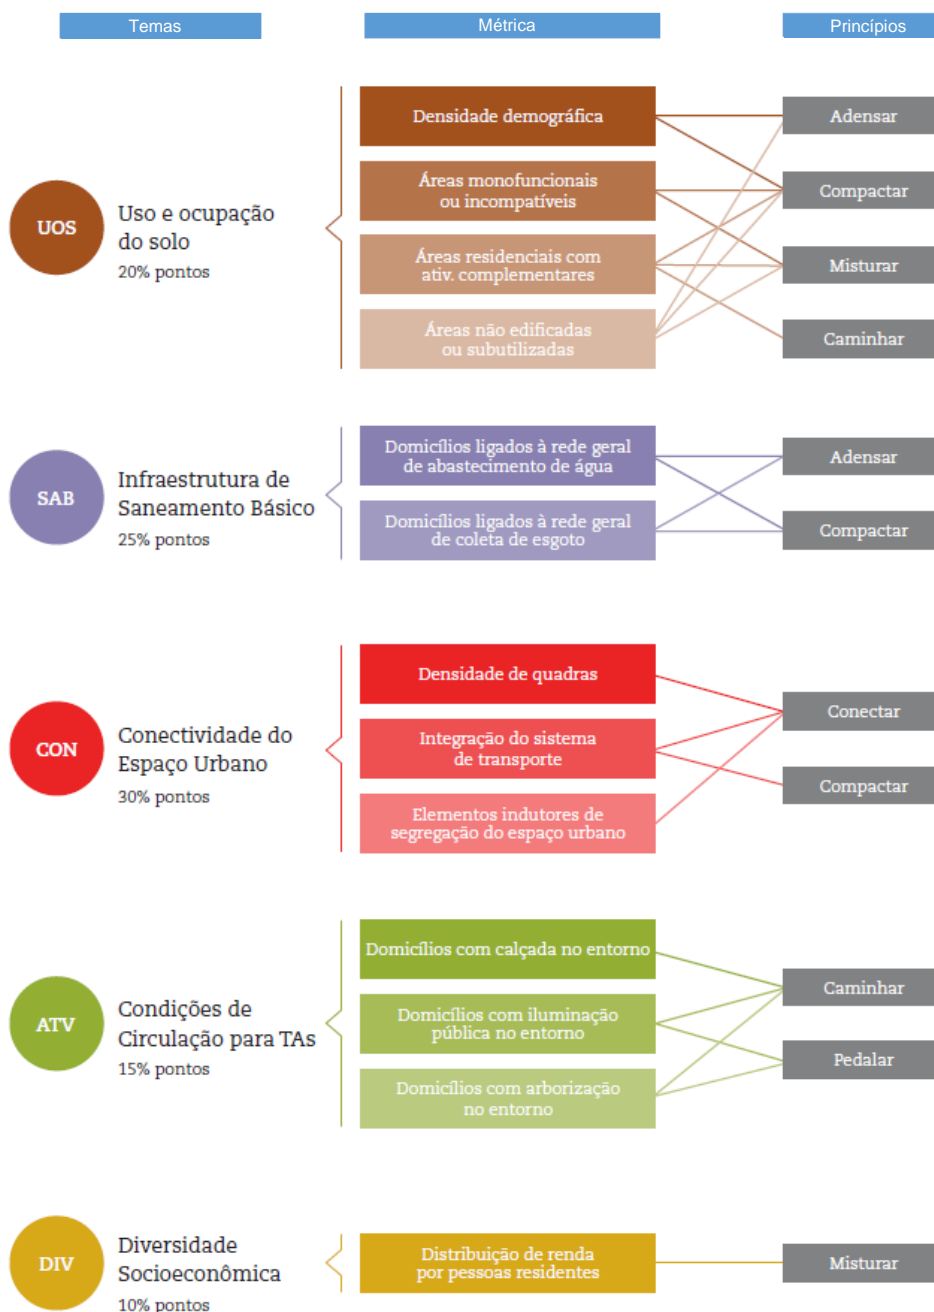 Temas
Métrica
Princípios
UOS
Uso e ocupação
do solo
20% pontos
Densidade demográfica
Áreas monofuncionais
ou incompatíveis
Áreas residenciais com
ativ. complementares
Áreas não edificadas
ou subutilizadas
Adensar
Compactar
Misturar
Caminhar
SAB
Infraestrutura de
Saneamento Básico
25% pontos
Domicílios ligados à rede geral
de abastecimento de água
Domicílios ligados à rede geral
de coleta de esgoto
Adensar
Compactar
CON
Conectividade do
Espaço Urbano
30% pontos
Densidade de quadras
Integração do sistema
de transporte
Elementos indutores de
segregação do espaço urbano
Conectar
Compactar
ATV
Condições de
Circulação para TAs
15% pontos
Domicílios com calçada no entorno
Domicílios com iluminação
pública no entorno
Domicílios com arborização
no entorno
Caminhar
Pedalar
DIV
Diversidade
Socioeconômica
10% pontos
Distribuição de renda
por pessoas residentes
Misturar